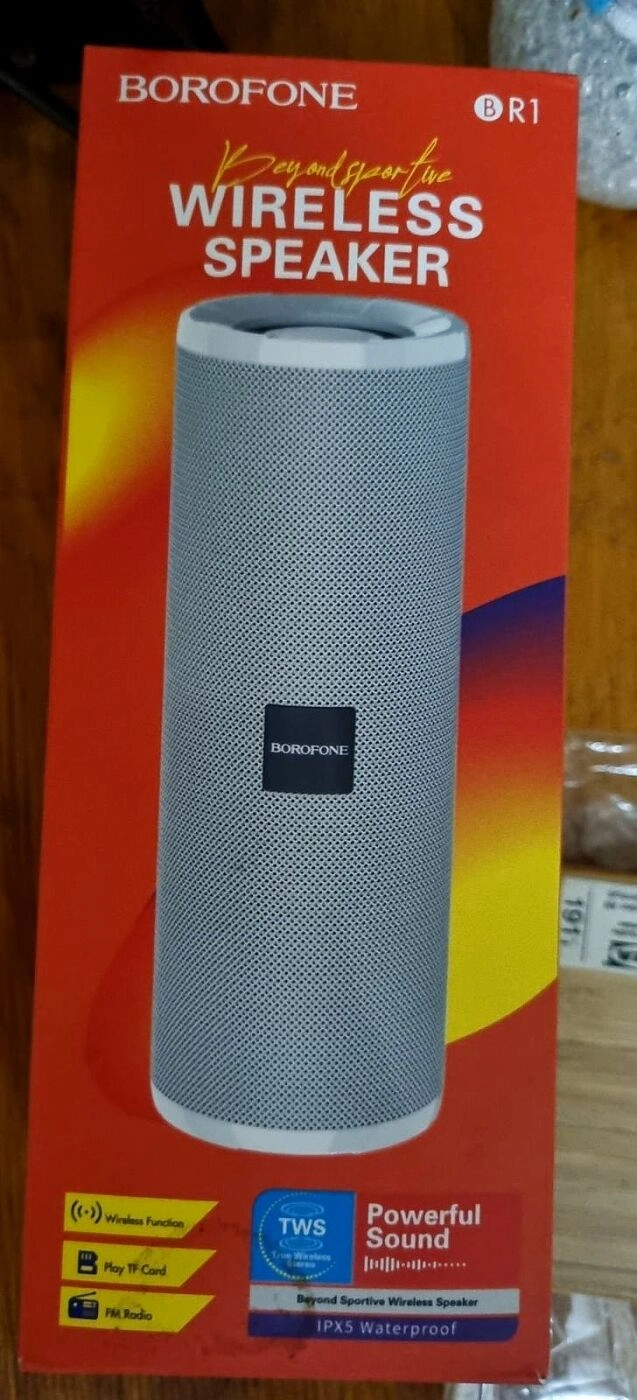 BOROFONE
BR1
Beyond sportive
WIRELESS
SPEAKER
BOROFONE
Wireless Function
Play TF Card
FM Radio
TWS
True Wireless
Stereo
Powerful
Sound
Beyond Sportive Wireless Speaker
IPX5 Waterproof
191